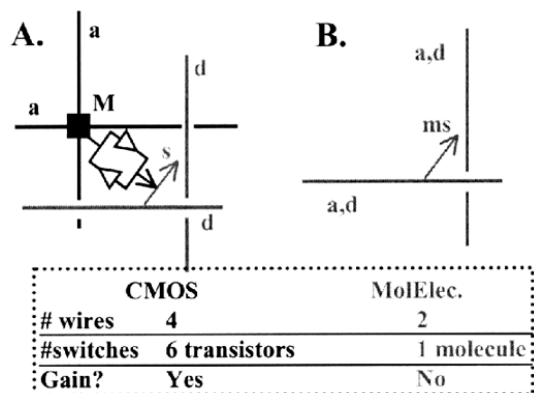 A.
a
d
B.
a,d
a
M
ms
s
a,d
d
CMOS MolElec.
# wires 4 2
#switches 6 transistors 1 molecule
Gain? Yes No